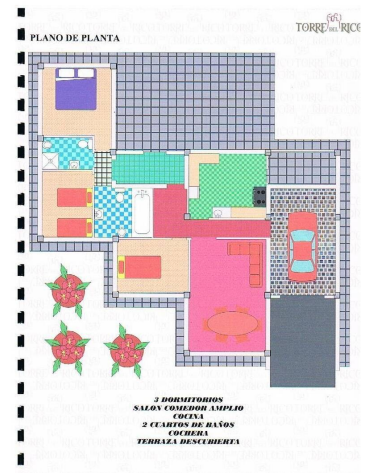 TORRE DEL RICO
PLANO DE PLANTA
3 DORMITORIOS
SALON COMEDOR AMPLIO
COCINA
2 CUARTOS DE BAÑOS
COCHERA
TERRAZA DESCUBIERTA